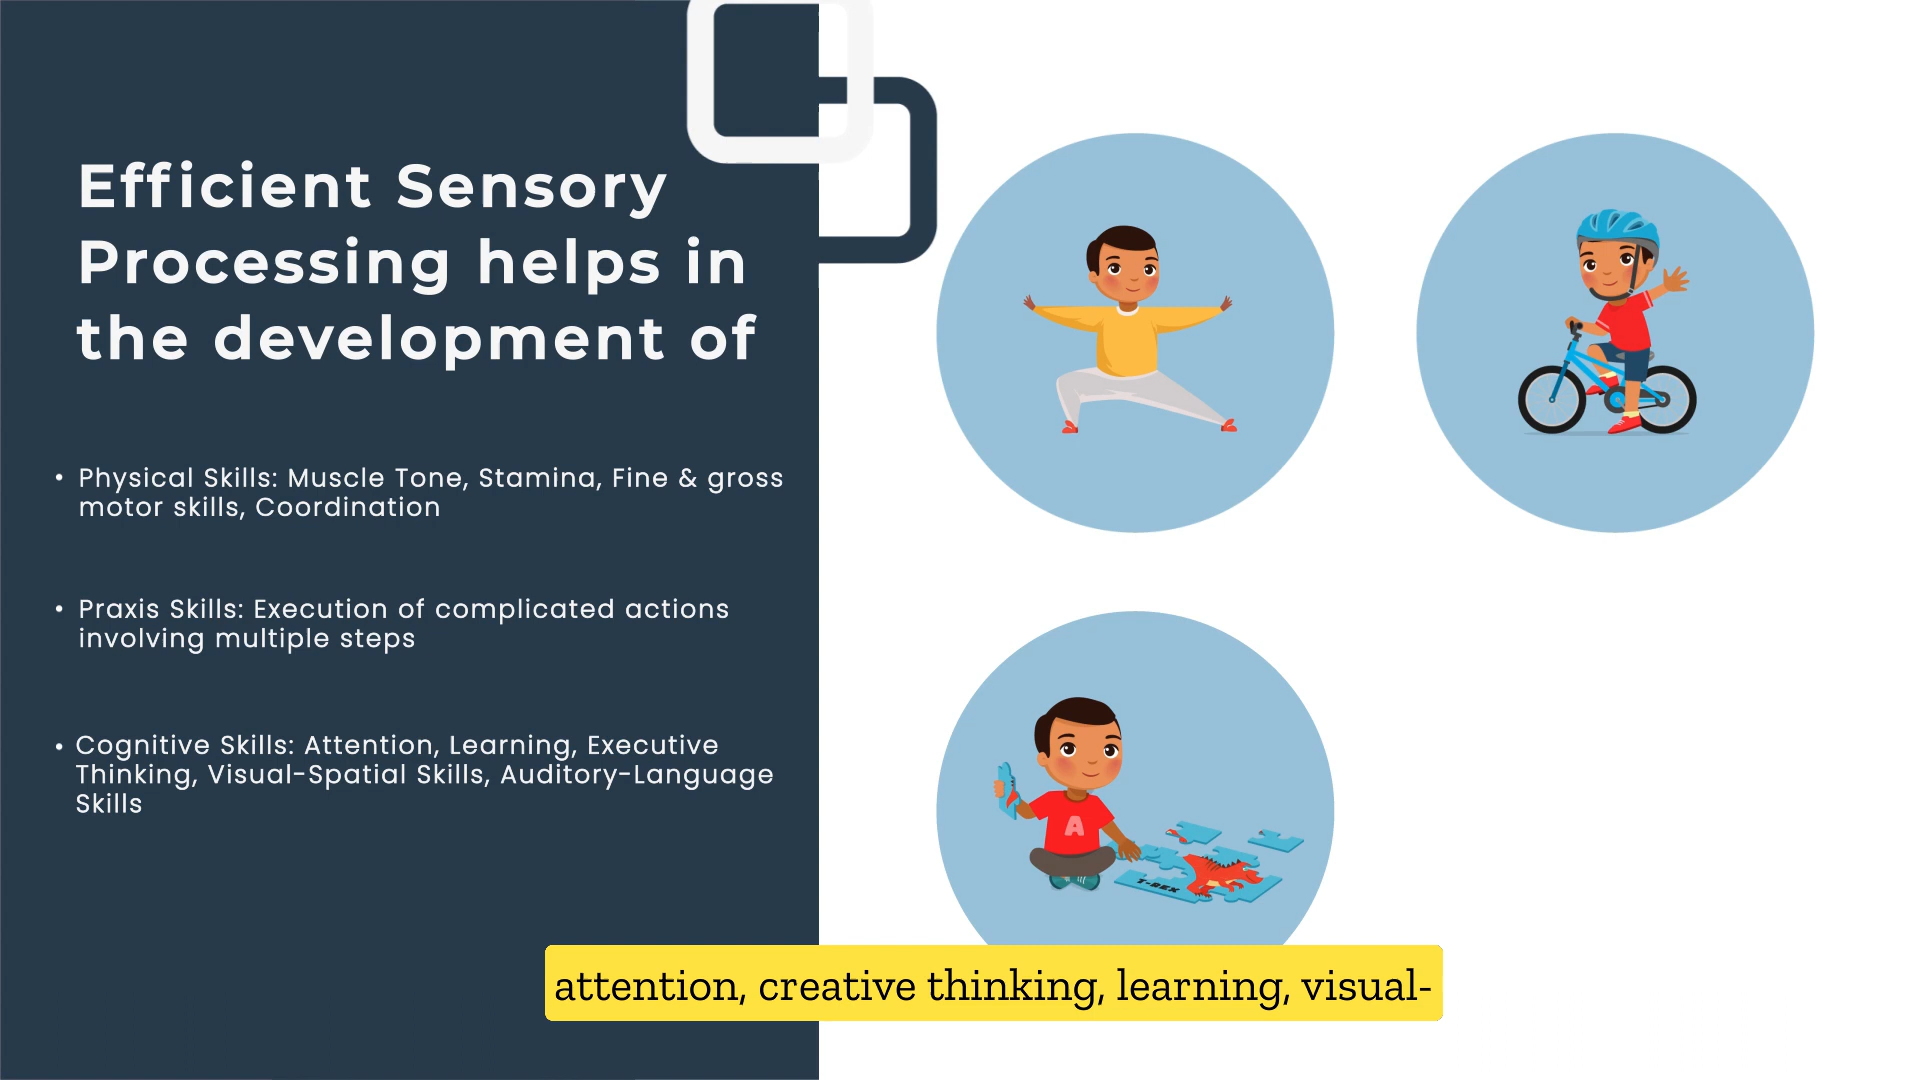 Efficient Sensory
Processing helps in
the development of
• Physical Skills: Muscle Tone, Stamina, Fine & gross
motor skills, Coordination
• Praxis Skills: Execution of complicated actions
involving multiple steps
• Cognitive Skills: Attention, Learning, Executive
Thinking, Visual-Spatial Skills, Auditory-Language
Skills
A
T-REX
attention, creative thinking, learning, visual-